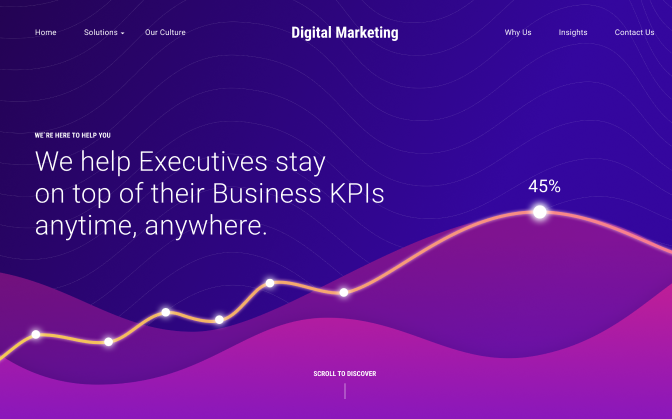 Home
Solutions
Our Culture
Digital Marketing
Why Us
Insights
Contact Us
WE'RE HERE TO HELP YOU
We help Executives stay
on top of their Business KPIs
anytime, anywhere.
45%
SCROLL TO DISCOVER